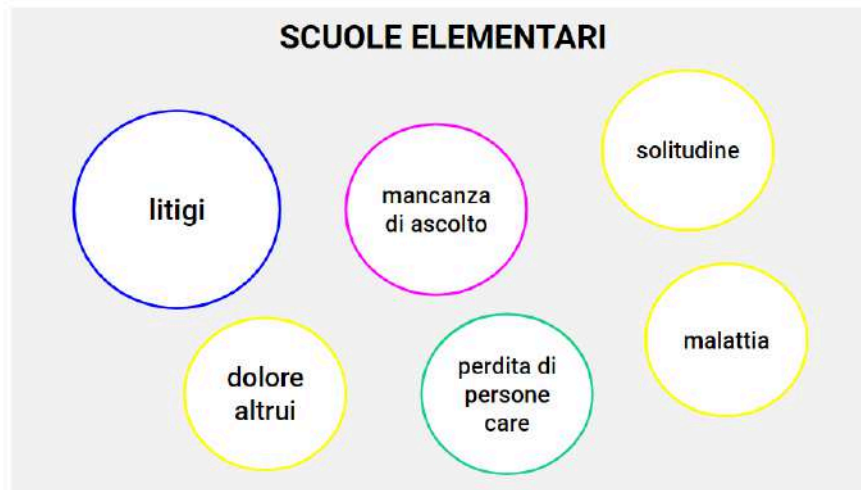 SCUOLE ELEMENTARI
litigi
mancanza
di ascolto
solitudine
dolore
altrui
perdita di
persone
care
malattia